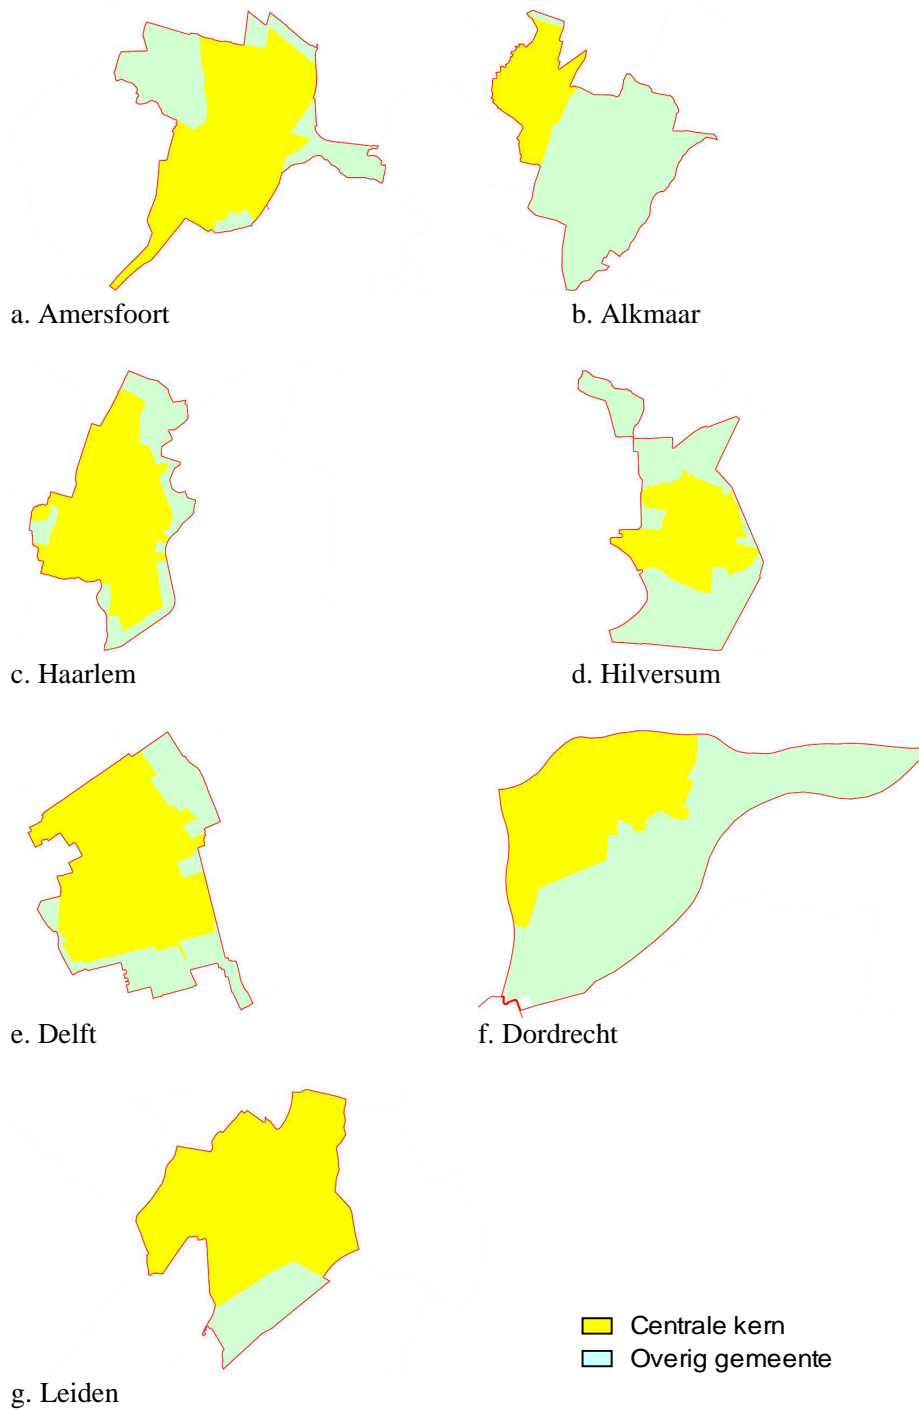 a. Amersfoort
b. Alkmaar
c. Haarlem
d. Hilversum
e. Delft
f. Dordrecht
Centrale kern
Overig gemeente
g. Leiden